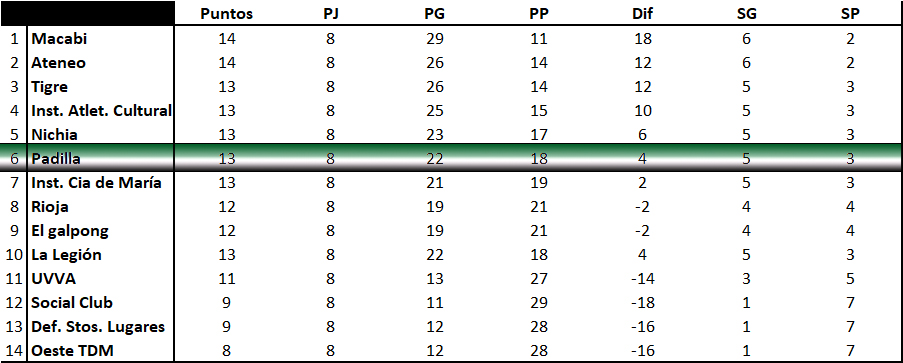 Puntos PJ PG PP Dif SG SP
1 Macabi 14 8 29 11 18 6 2
2 Ateneo 14 8 26 14 12 6 2
3 Tigre 13 8 26 14 12 5 3
4 Inst. Atlet. Cultural 13 8 25 15 10 5 3
5 Nichia 13 8 23 17 6 5 3
6 Padilla 13 8 22 18 4 5 3
7 Inst. Cia de María 13 8 21 19 2 5 3
8 Rioja 12 8 19 21 -2 4 4
9 El galpong 12 8 19 21 -2 4 4
10 La Legión 13 8 22 18 4 5 3
11 UVVA 11 8 13 27 -14 3 5
12 Social Club 9 8 11 29 -18 1 7
13 Def. Stos. Lugares 9 8 12 28 -16 1 7
14 Oeste TDM 8 8 12 28 -16 1 7